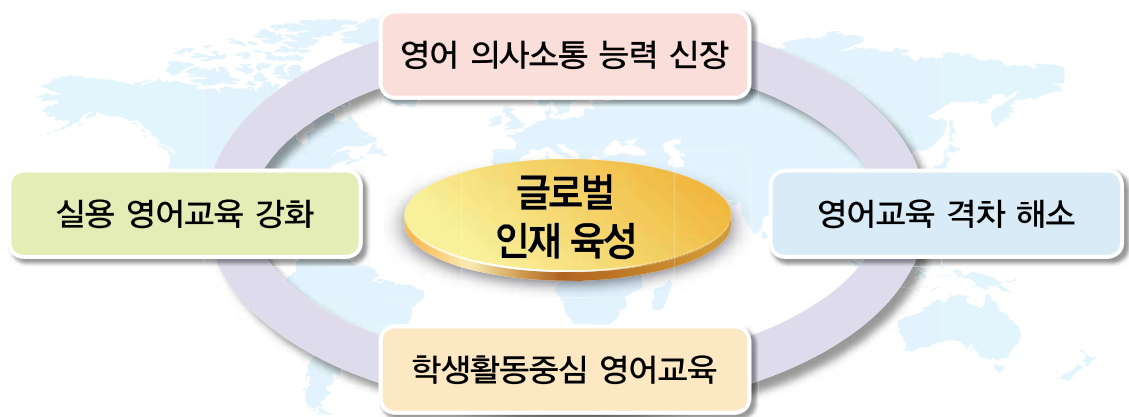 영어 의사소통 능력 신장
실용 영어교육 강화
글로벌
인재 육성
영어교육 격차 해소
학생활동중심 영어교육